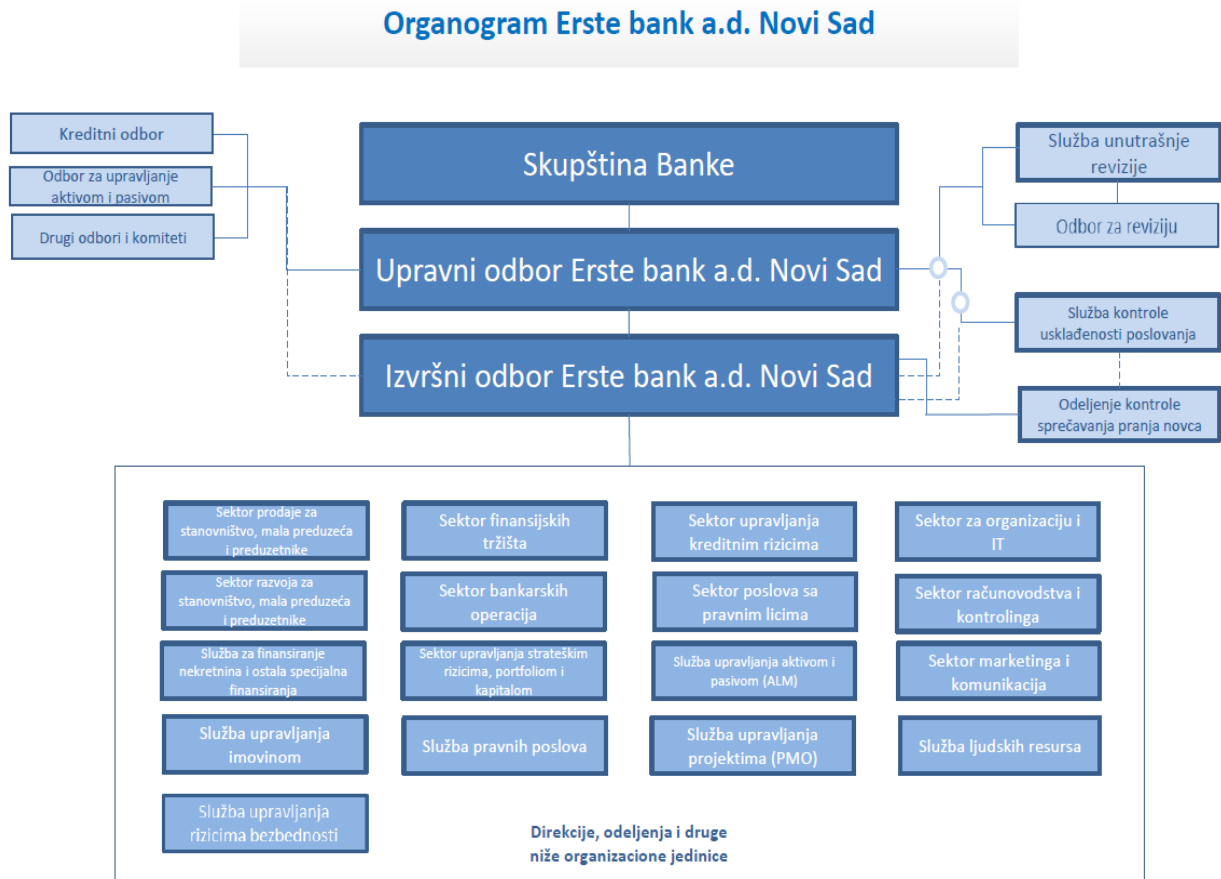 Organogram Erste bank a.d. Novi Sad
Kreditni odbor
Odbor za upravljanje
aktivom i pasivom
Drugi odbori i komiteti
Skupština Banke
Upravni odbor Erste bank a.d. Novi Sad
Izvršni odbor Erste bank a.d. Novi Sad
Služba unutrašnje
revizije
Odbor za reviziju
Služba kontrole
usklađenosti poslovanja
Odeljenje kontrole
sprečavanja pranja novca
Sektor prodaje za
stanovništvo, mala preduzeća
i preduzetnike
Sektor finansijskih
tržišta
Sektor upravljanja
kreditnim rizicima
Sektor za organizaciju i
IT
Sektor razvoja za
stanovništvo, mala preduzeća
i preduzetnike
Sektor bankarskih
operacija
Sektor poslova sa
pravnim licima
Sektor računovodstva i
kontrolinga
Služba za finansiranje
nekretnina i ostala specijalna
finansiranja
Sektor upravljanja strateškim
rizicima, portfoliom i
kapitalom
Služba upravljanja aktivom i
pasivom (ALM)
Sektor marketinga i
komunikacija
Služba upravljanja
imovinom
Služba pravnih poslova
Služba upravljanja
projektima (PMO)
Služba ljudskih resursa
Služba upravljanja
rizicima bezbednosti
Direkcije, odeljenja i druge
niže organizacione jedinice